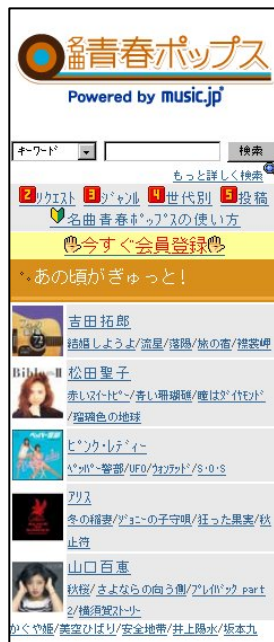 名曲青春ポップス
Powered by music.jp
キーワード 検索
もっと詳しく検索
2リクエスト 3ジャンル 4世代別 5投稿
名曲青春ポップスの使い方
今すぐ会員登録
あの頃がぎゅっと!
吉田拓郎
結婚しようよ/流星/落陽/旅の宿/襟裳岬
松田聖子
赤いスイートピー/青い珊瑚礁/瞳はダイヤモンド
/瑠璃色の地球
ピンク・レディー
ペッパー警部/UFO/ウォンテッド/S・O・S
アリス
冬の稲妻/ジョニーの子守唄/狂った果実/秋
止符
山口百恵
秋桜/さよならの向う側/プレイバック part
2/横須賀ストーリー
かぐや姫/美空ひばり/安全地帯/井上陽水/坂本九